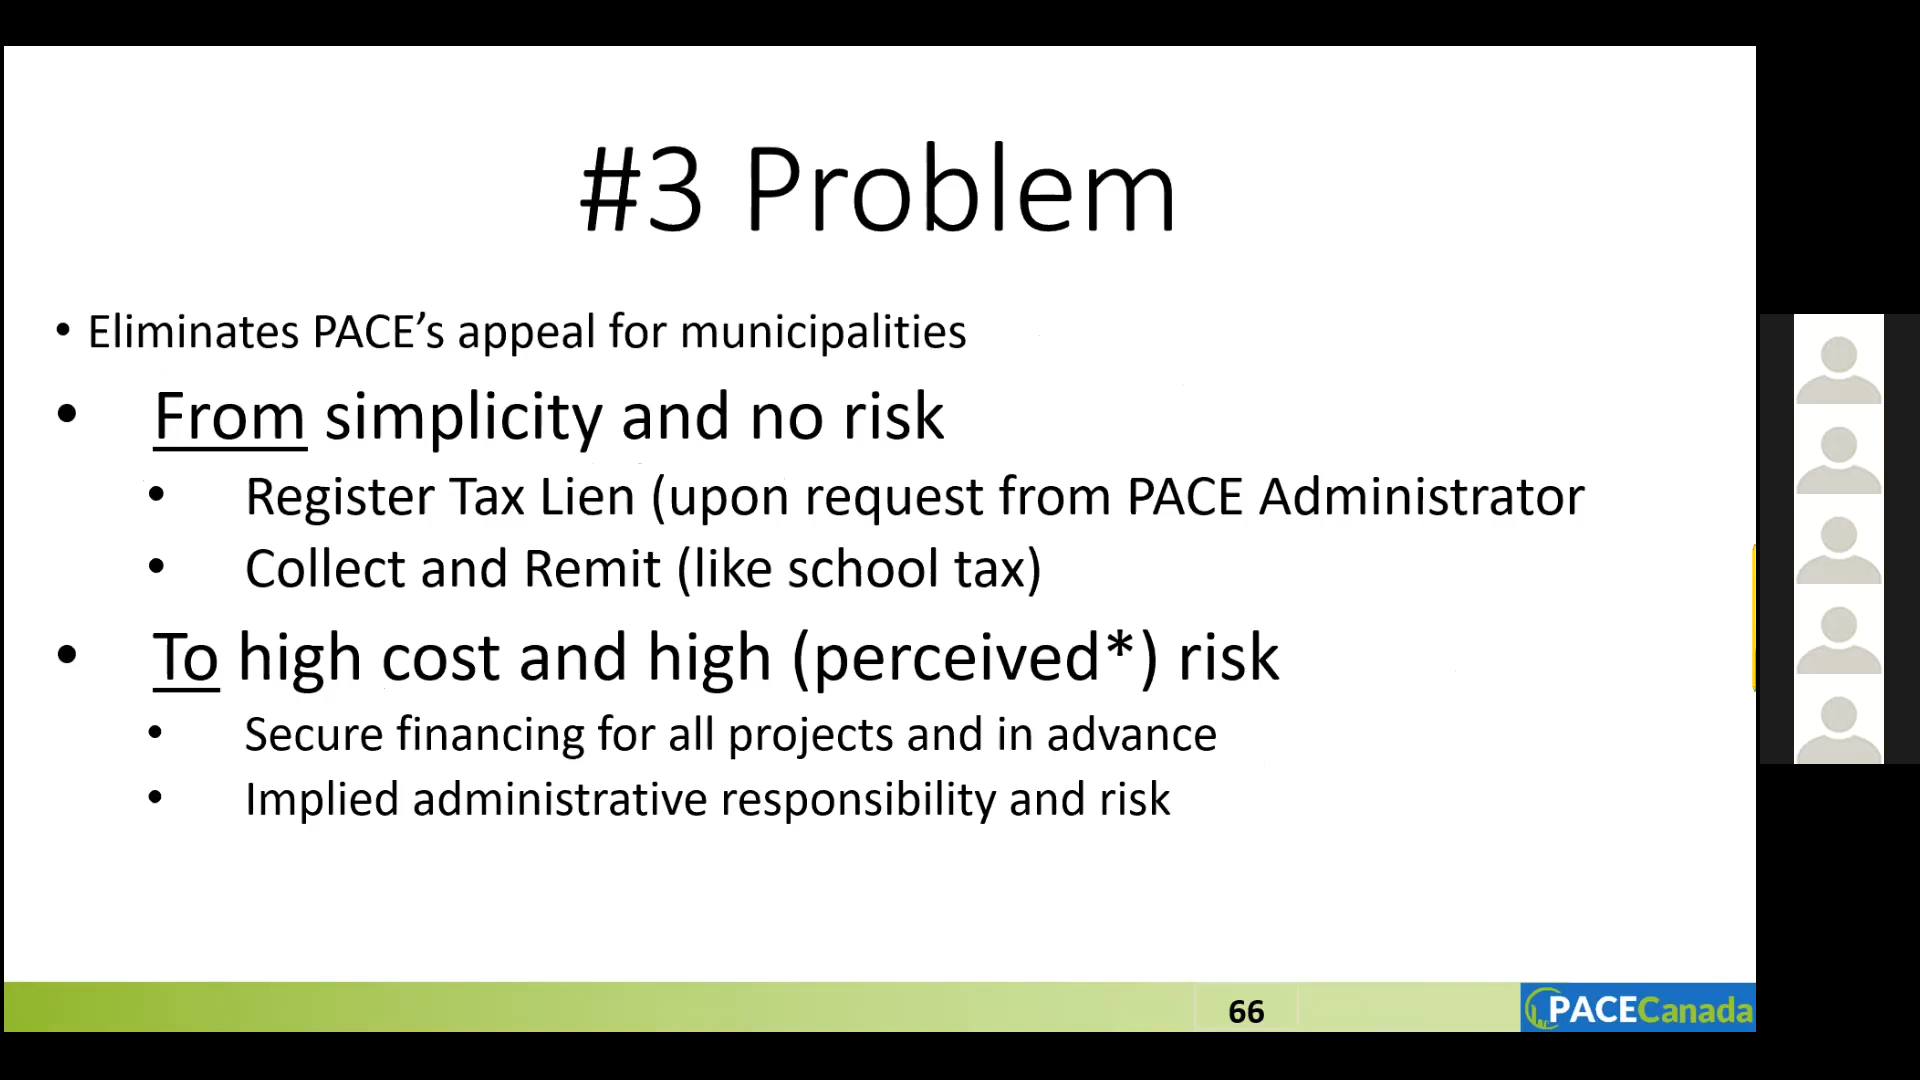 #3 Problem
• Eliminates PACE’s appeal for municipalities
• From simplicity and no risk
• Register Tax Lien (upon request from PACE Administrator
• Collect and Remit (like school tax)
• To high cost and high (perceived*) risk
• Secure financing for all projects and in advance
• Implied administrative responsibility and risk
66
PACECanada